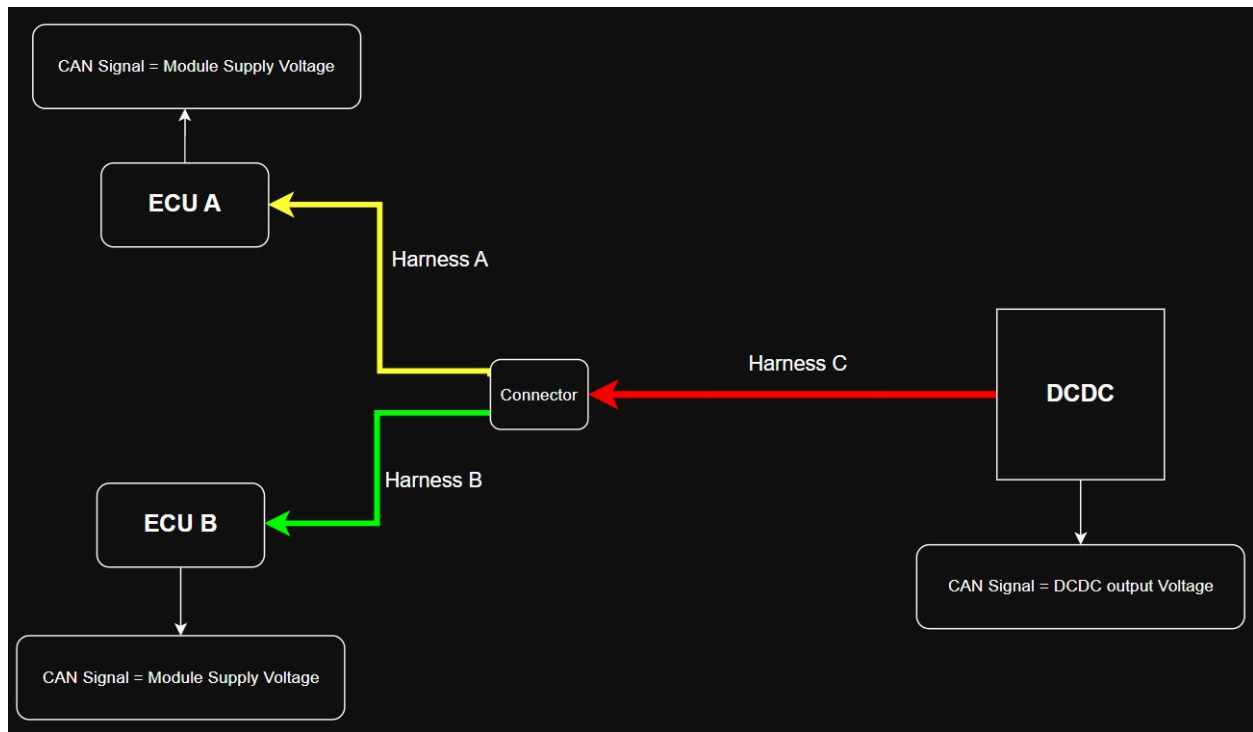 CAN Signal = Module Supply Voltage
ECU A
Harness A
Harness C
Connector
DCDC
Harness B
ECU B
CAN Signal = DCDC output Voltage
CAN Signal = Module Supply Voltage